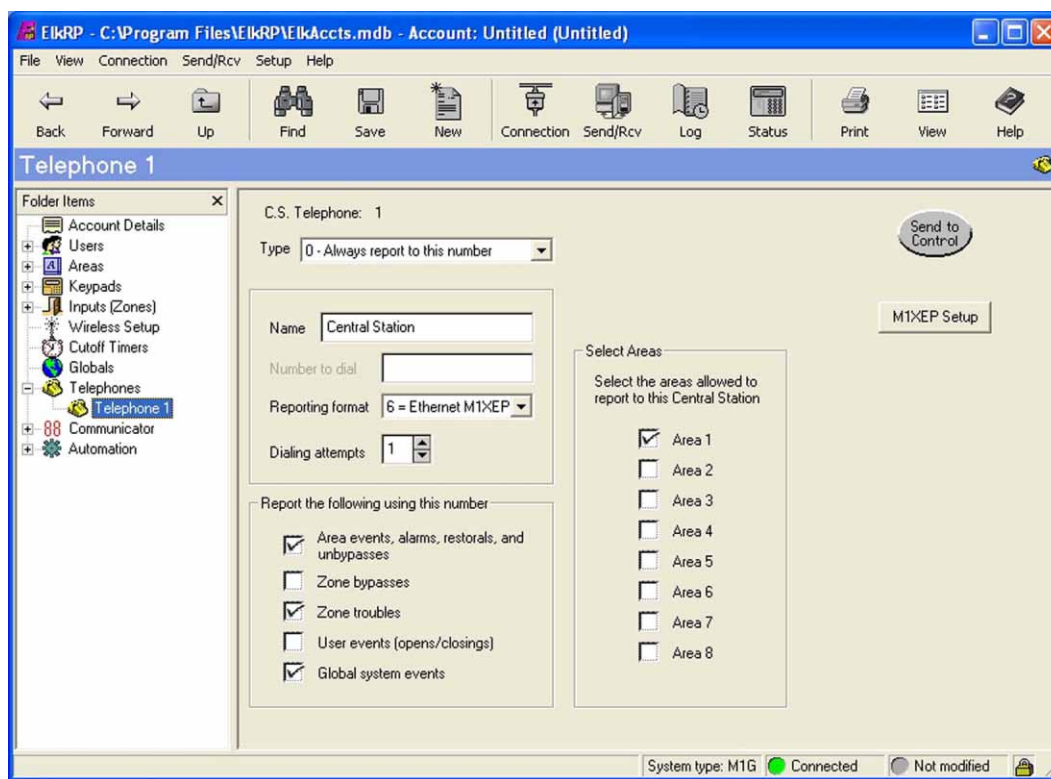 ElkRP - C:\Program Files\ElkRP\ElkAccts.mdb - Account: Untitled (Untitled)
File View Connection Send/Rcv Setup Help
Back Forward Up Find Save New Connection Send/Rcv Log Status Print View Help
Telephone 1
Folder Items
Account Details
Users
Areas
Keypads
Inputs (Zones)
Wireless Setup
Cutoff Timers
Globals
Telephones
Telephone 1
88 Communicator
Automation
C.S. Telephone: 1
Type 0 - Always report to this number
Name Central Station
Number to dial
Reporting format 6 = Ethernet M1XEP
Dialing attempts 1
Report the following using this number
Area events, alarms, restorals, and
unbypasses
Zone bypasses
Zone troubles
User events (opens/closings)
Global system events
Select Areas
Select the areas allowed to
report to this Central Station
Area 1
Area 2
Area 3
Area 4
Area 5
Area 6
Area 7
Area 8
Send to
Control
M1XEP Setup
System type: M1G Connected Not modified